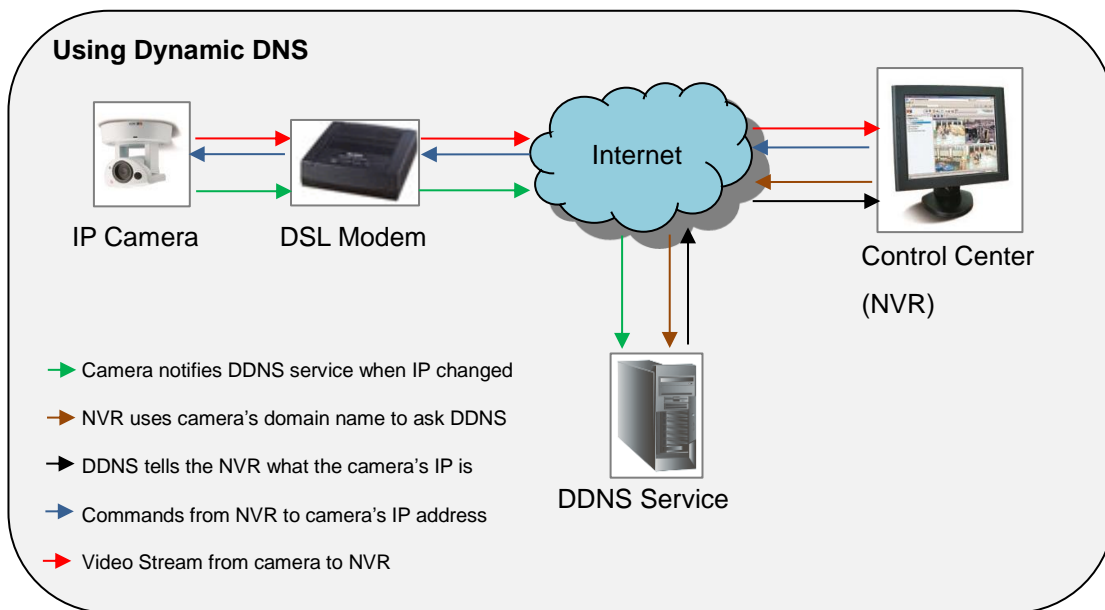 Using Dynamic DNS
Internet
IP Camera
DSL Modem
Control Center
(NVR)
Camera notifies DDNS service when IP changed
NVR uses camera's domain name to ask DDNS
DDNS tells the NVR what the camera's IP is
Commands from NVR to camera's IP address
Video Stream from camera to NVR
DDNS Service